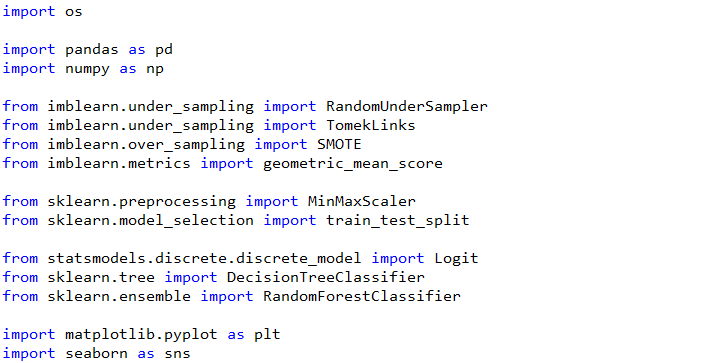 import os
import pandas as pd
import numpy as np
from imblearn.under_sampling import RandomUnderSampler
from imblearn.under_sampling import TomekLinks
from imblearn.over_sampling import SMOTE
from imblearn.metrics import geometric_mean_score
from sklearn.preprocessing import MinMaxScaler
from sklearn.model_selection import train_test_split
from statsmodels.discrete.discrete_model import Logit
from sklearn.tree import DecisionTreeClassifier
from sklearn.ensemble import RandomForestClassifier
import matplotlib.pyplot as plt
import seaborn as sns